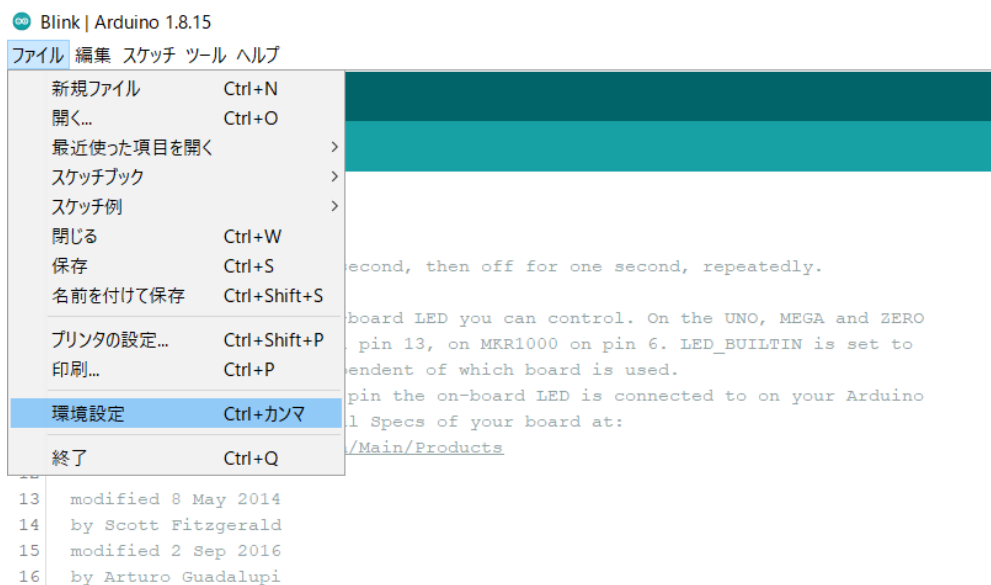 Blink | Arduino 1.8.15
ファイル 編集 スケッチ ツール ヘルプ
新規ファイル Ctrl+N
開く... Ctrl+O
最近使った項目を開く >
スケッチブック >
スケッチ例 >
閉じる Ctrl+W
保存 Ctrl+S
名前を付けて保存 Ctrl+Shift+S
プリンタの設定... Ctrl+Shift+P
印刷... Ctrl+P
環境設定 Ctrl+カンマ
終了 Ctrl+Q
second, then off for one second, repeatedly.
board LED you can control. On the UNO, MEGA and ZERO
pin 13, on MKR1000 on pin 6. LED_BUILTIN is set to
pendent of which board is used.
pin the on-board LED is connected to on your Arduino
l Specs of your board at:
/Main/Products
13 modified 8 May 2014
14 by Scott Fitzgerald
15 modified 2 Sep 2016
16 by Arturo Guadalupi